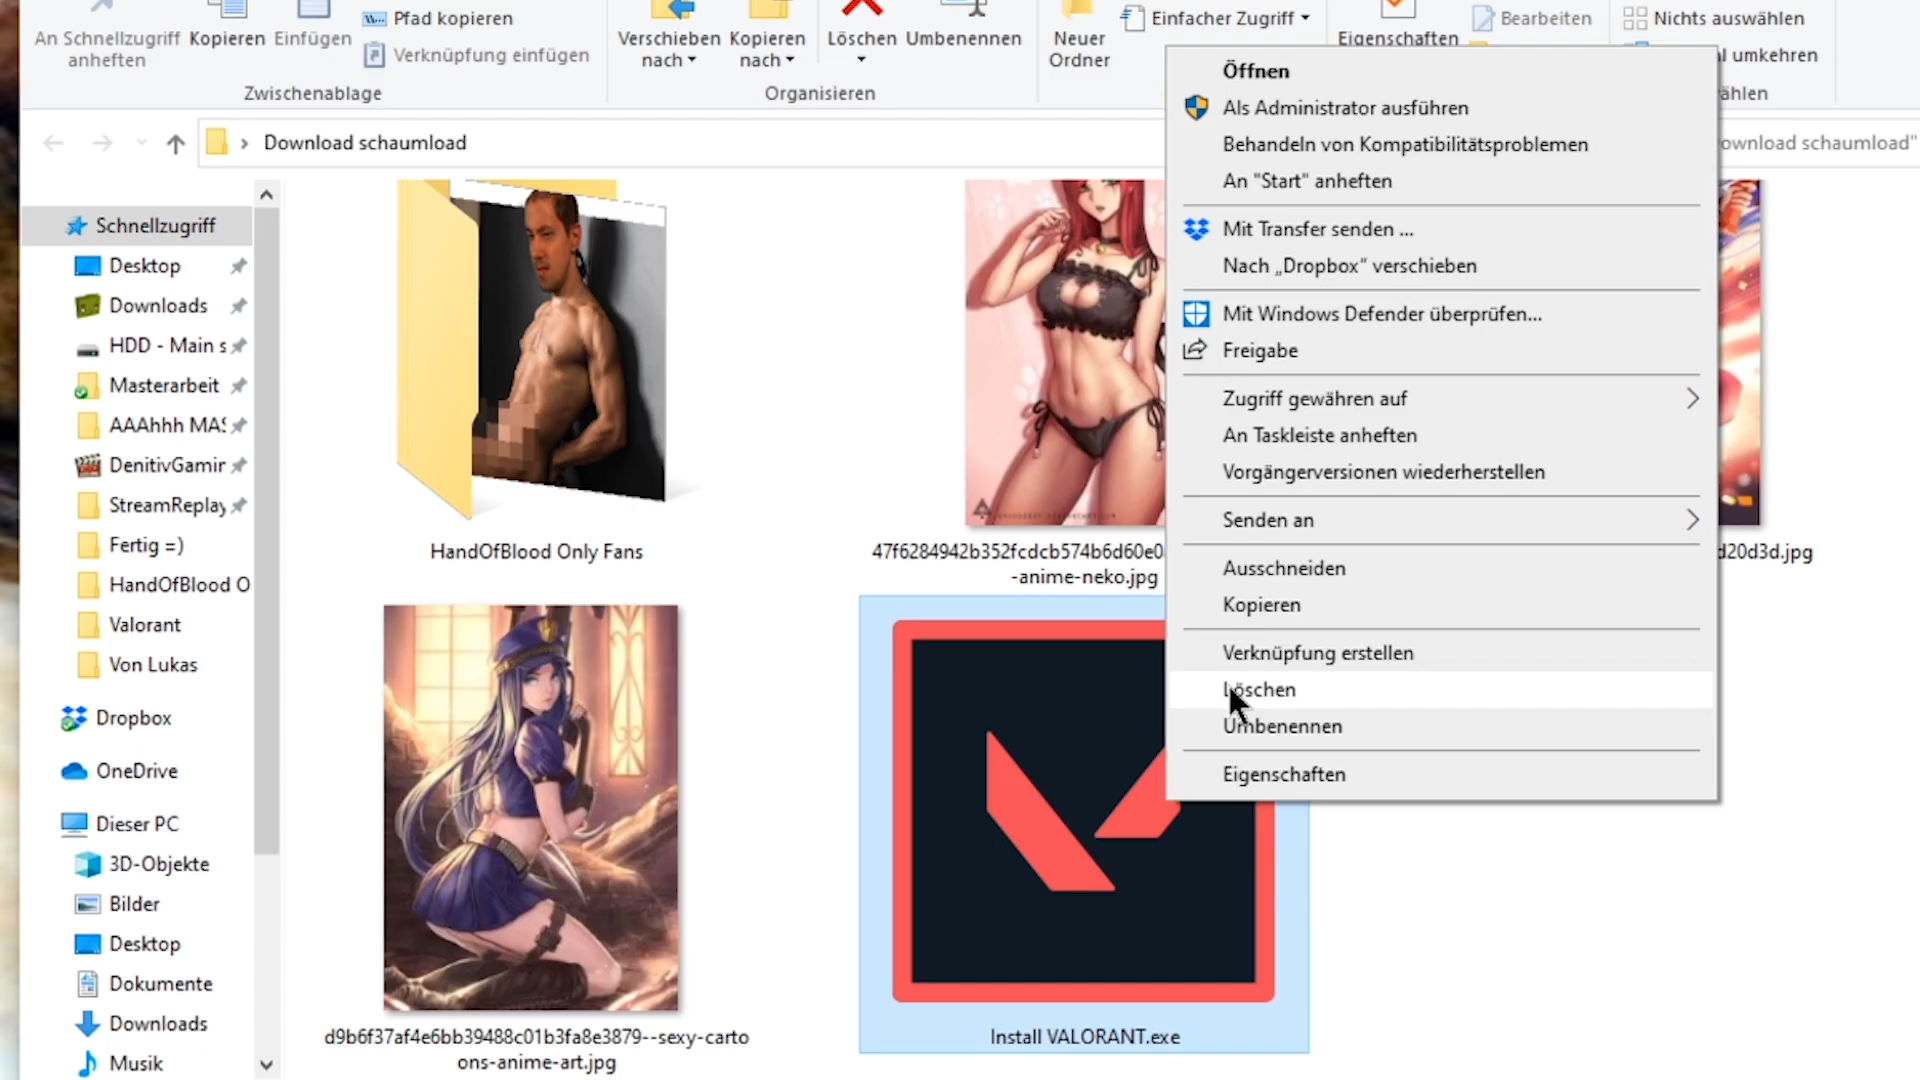 An Schnellzugriff
anheften
Kopieren
Einfügen
Pfad kopieren
Verknüpfung einfügen
Zwischenablage
Verschieben
nach
Kopieren
nach
Löschen
Umbenennen
Organisieren
Neuer
Ordner
Einfacher Zugriff
Eigenschaften
Bearbeiten
Nichts auswählen
l umkehren
ählen
Download schaumload
ownload schaumload"
Schnellzugriff
Desktop
Downloads
HDD - Main s
Masterarbeit
AAAhhh MAS
DenitivGamin
StreamReplay
Fertig =)
HandOfBlood O
Valorant
Von Lukas
Dropbox
OneDrive
Dieser PC
3D-Objekte
Bilder
Desktop
Dokumente
Downloads
Musik
HandOfBlood Only Fans
47f6284942b352fcdcb574b6d60e0
-anime-neko.jpg
d20d3d.jpg
d9b6f37af4e6bb39488c01b3fa8e3879--sexy-carto
ons-anime-art.jpg
Install VALORANT.exe
Öffnen
Als Administrator ausführen
Behandeln von Kompatibilitätsproblemen
An "Start" anheften
Mit Transfer senden ...
Nach „Dropbox“ verschieben
Mit Windows Defender überprüfen...
Freigabe
Zugriff gewähren auf
An Taskleiste anheften
Vorgängerversionen wiederherstellen
Senden an
Ausschneiden
Kopieren
Verknüpfung erstellen
Löschen
Umbenennen
Eigenschaften